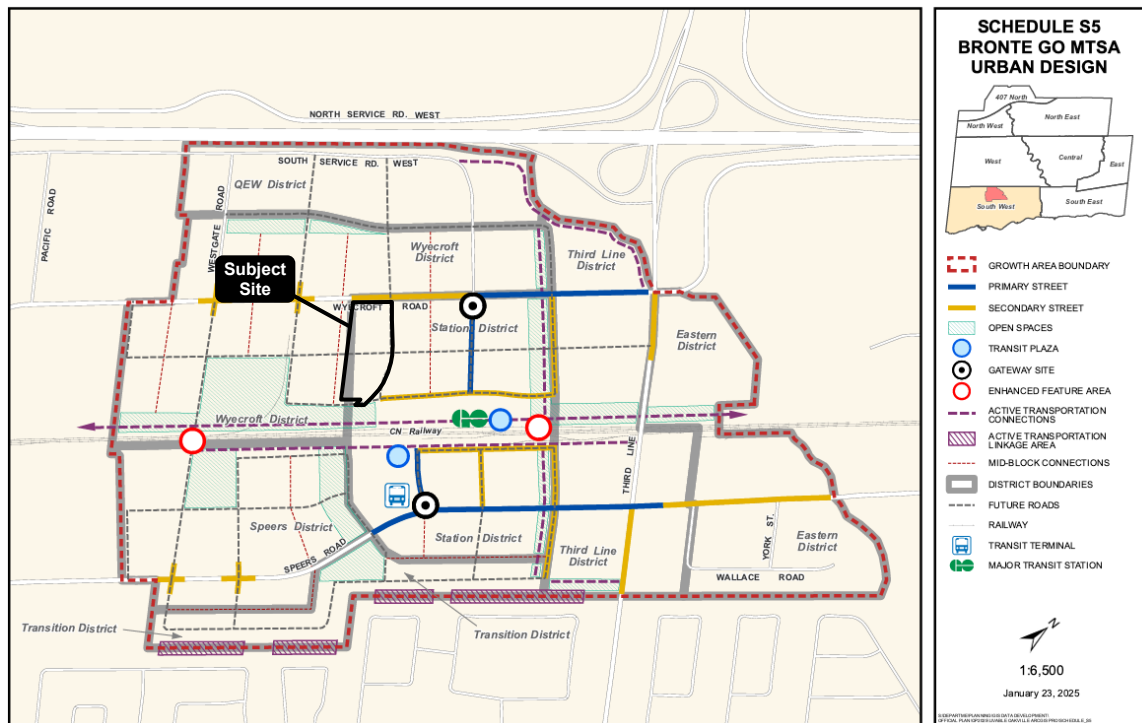 NORTH SERVICE RD. WEST
SOUTH SERVICE RD. WEST
QEW District
PACIFIC ROAD
WESTGATE ROAD
Wyecroft District
Third Line District
Subject Site
WYECROFT ROAD
Station District
Eastern District
Wyecroft District
CN Railway
THIRD LINE
Speers District
SPEERS ROAD
Station District
Third Line District
YORK ST.
Eastern District
WALLACE ROAD
Transition District
Transition District
SCHEDULE S5
BRONTE GO MTSA
URBAN DESIGN
407 North
North West
North East
West
Central
East
South West
South East
GROWTH AREA BOUNDARY
PRIMARY STREET
SECONDARY STREET
OPEN SPACES
TRANSIT PLAZA
GATEWAY SITE
ENHANCED FEATURE AREA
ACTIVE TRANSPORTATION
CONNECTIONS
ACTIVE TRANSPORTATION
LINKAGE AREA
MID-BLOCK CONNECTIONS
DISTRICT BOUNDARIES
FUTURE ROADS
RAILWAY
TRANSIT TERMINAL
MAJOR TRANSIT STATION
1:6,500
January 23, 2025